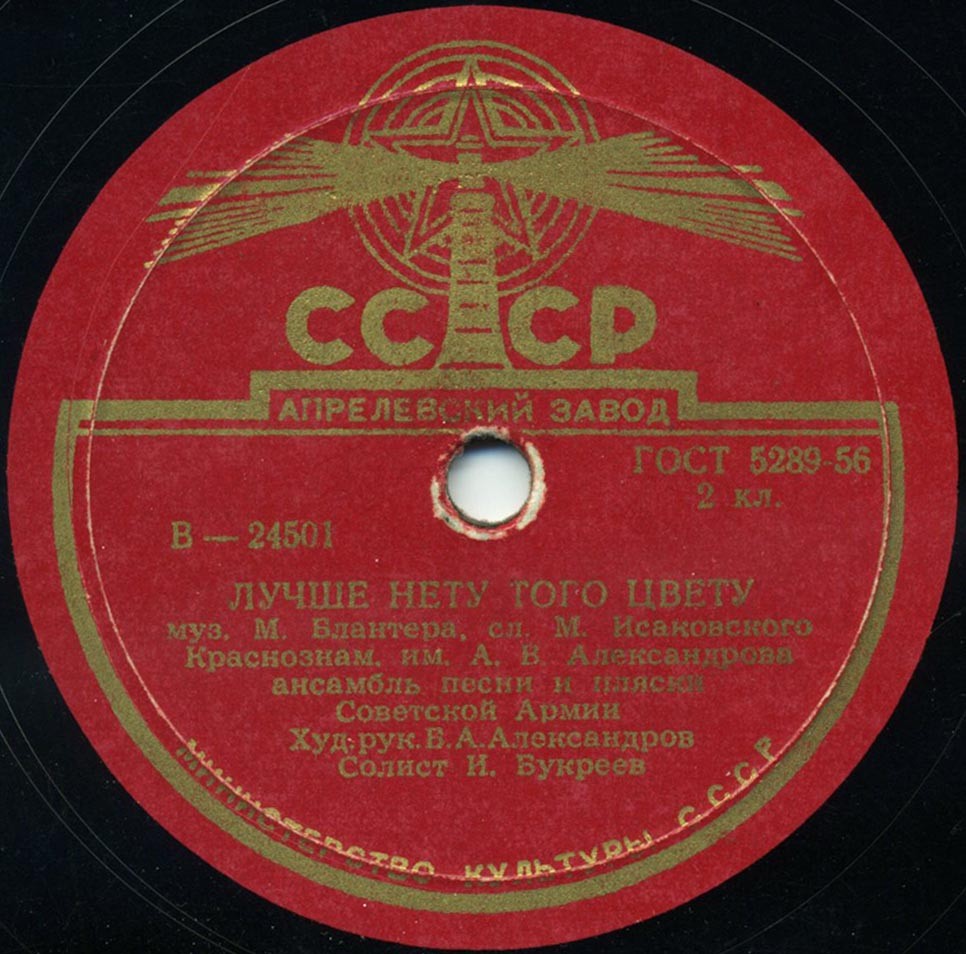 СССР
АПРЕЛЕВСКИЙ ЗАВОД
ГОСТ 5289-56
2 кл.
В — 24501
ЛУЧШЕ НЕТУ ТОГО ЦВЕТУ
муз. М. Блантера, сл. М. Исаковского
Краснознам. им. А. В. Александрова
ансамбль песни и пляски
Советской Армии
Худ.рук.Б.А.Александров
Солист И. Букреев
МИНИСТЕРСТВО КУЛЬТУРЫ СССР